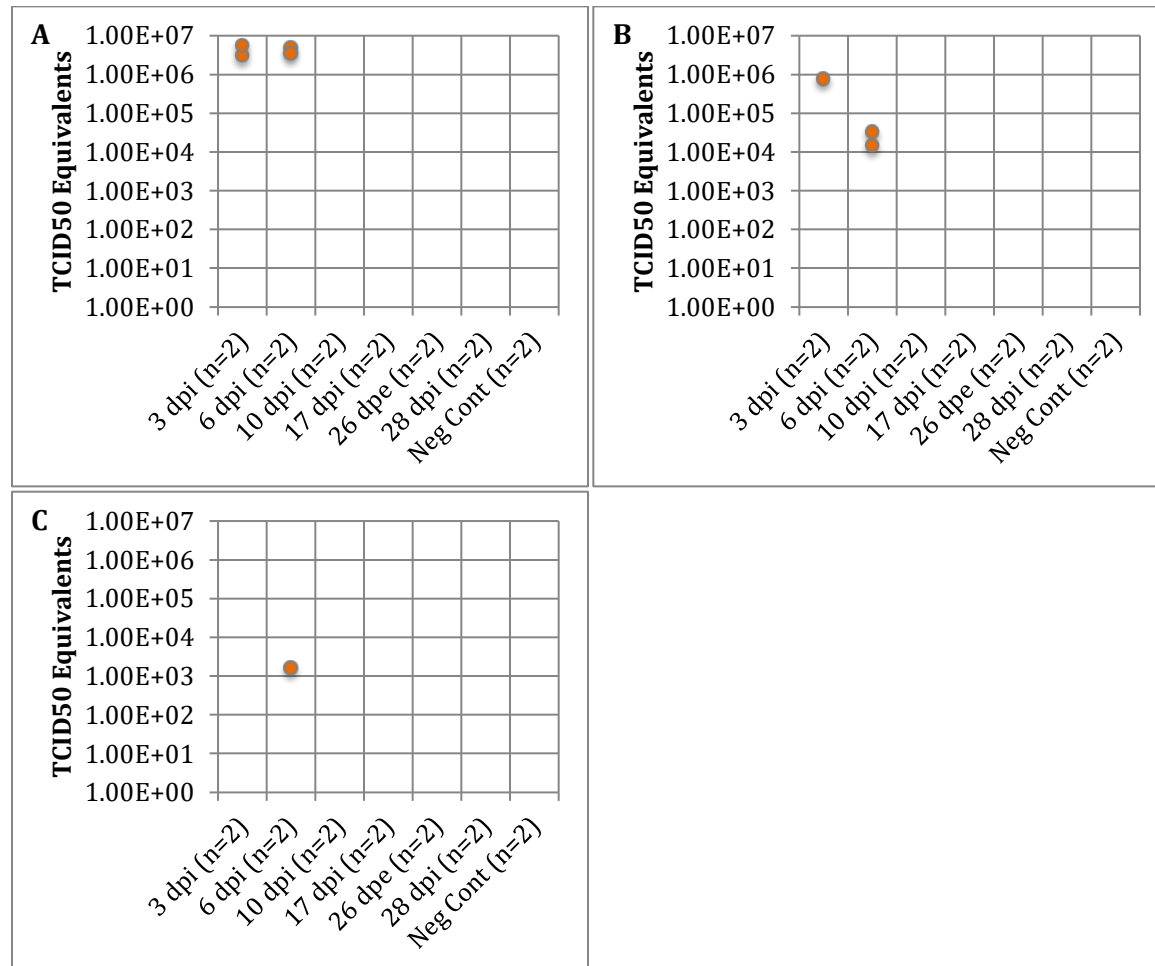 A
TCID50 Equivalents
1.00E+07
1.00E+06
1.00E+05
1.00E+04
1.00E+03
1.00E+02
1.00E+01
1.00E+00
3 dpi (n=2)
6 dpi (n=2)
10 dpi (n=2)
17 dpi (n=2)
26 dpe (n=2)
28 dpi (n=2)
Neg Cont (n=2)
B
TCID50 Equivalents
1.00E+07
1.00E+06
1.00E+05
1.00E+04
1.00E+03
1.00E+02
1.00E+01
1.00E+00
3 dpi (n=2)
6 dpi (n=2)
10 dpi (n=2)
17 dpi (n=2)
26 dpe (n=2)
28 dpi (n=2)
Neg Cont (n=2)
C
TCID50 Equivalents
1.00E+07
1.00E+06
1.00E+05
1.00E+04
1.00E+03
1.00E+02
1.00E+01
1.00E+00
3 dpi (n=2)
6 dpi (n=2)
10 dpi (n=2)
17 dpi (n=2)
26 dpe (n=2)
28 dpi (n=2)
Neg Cont (n=2)